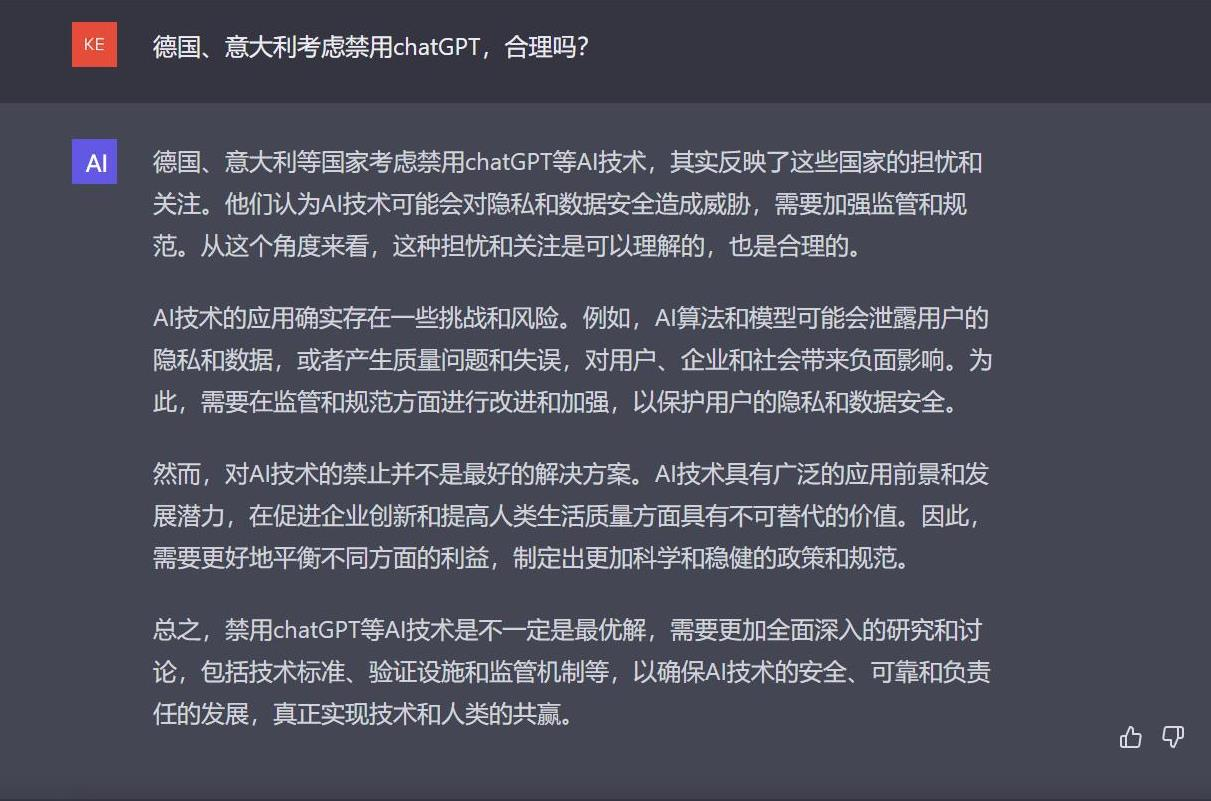 KE
德国、意大利考虑禁用chatGPT，合理吗？
AI
德国、意大利等国家考虑禁用chatGPT等AI技术，其实反映了这些国家的担忧和
关注。他们认为AI技术可能会对隐私和数据安全造成威胁，需要加强监管和规
范。从这个角度来看，这种担忧和关注是可以理解的，也是合理的。
AI技术的应用确实存在一些挑战和风险。例如，AI算法和模型可能会泄露用户的
隐私和数据，或者产生质量问题和失误，对用户、企业和社会带来负面影响。为
此，需要在监管和规范方面进行改进和加强，以保护用户的隐私和数据安全。
然而，对AI技术的禁止并不是最好的解决方案。AI技术具有广泛的应用前景和发
展潜力，在促进企业创新和提高人类生活质量方面具有不可替代的价值。因此，
需要更好地平衡不同方面的利益，制定出更加科学和稳健的政策和规范。
总之，禁用chatGPT等AI技术是不一定是最优解，需要更加全面深入的研究和讨
论，包括技术标准、验证设施和监管机制等，以确保AI技术的安全、可靠和负责
任的发展，真正实现技术和人类的共赢。